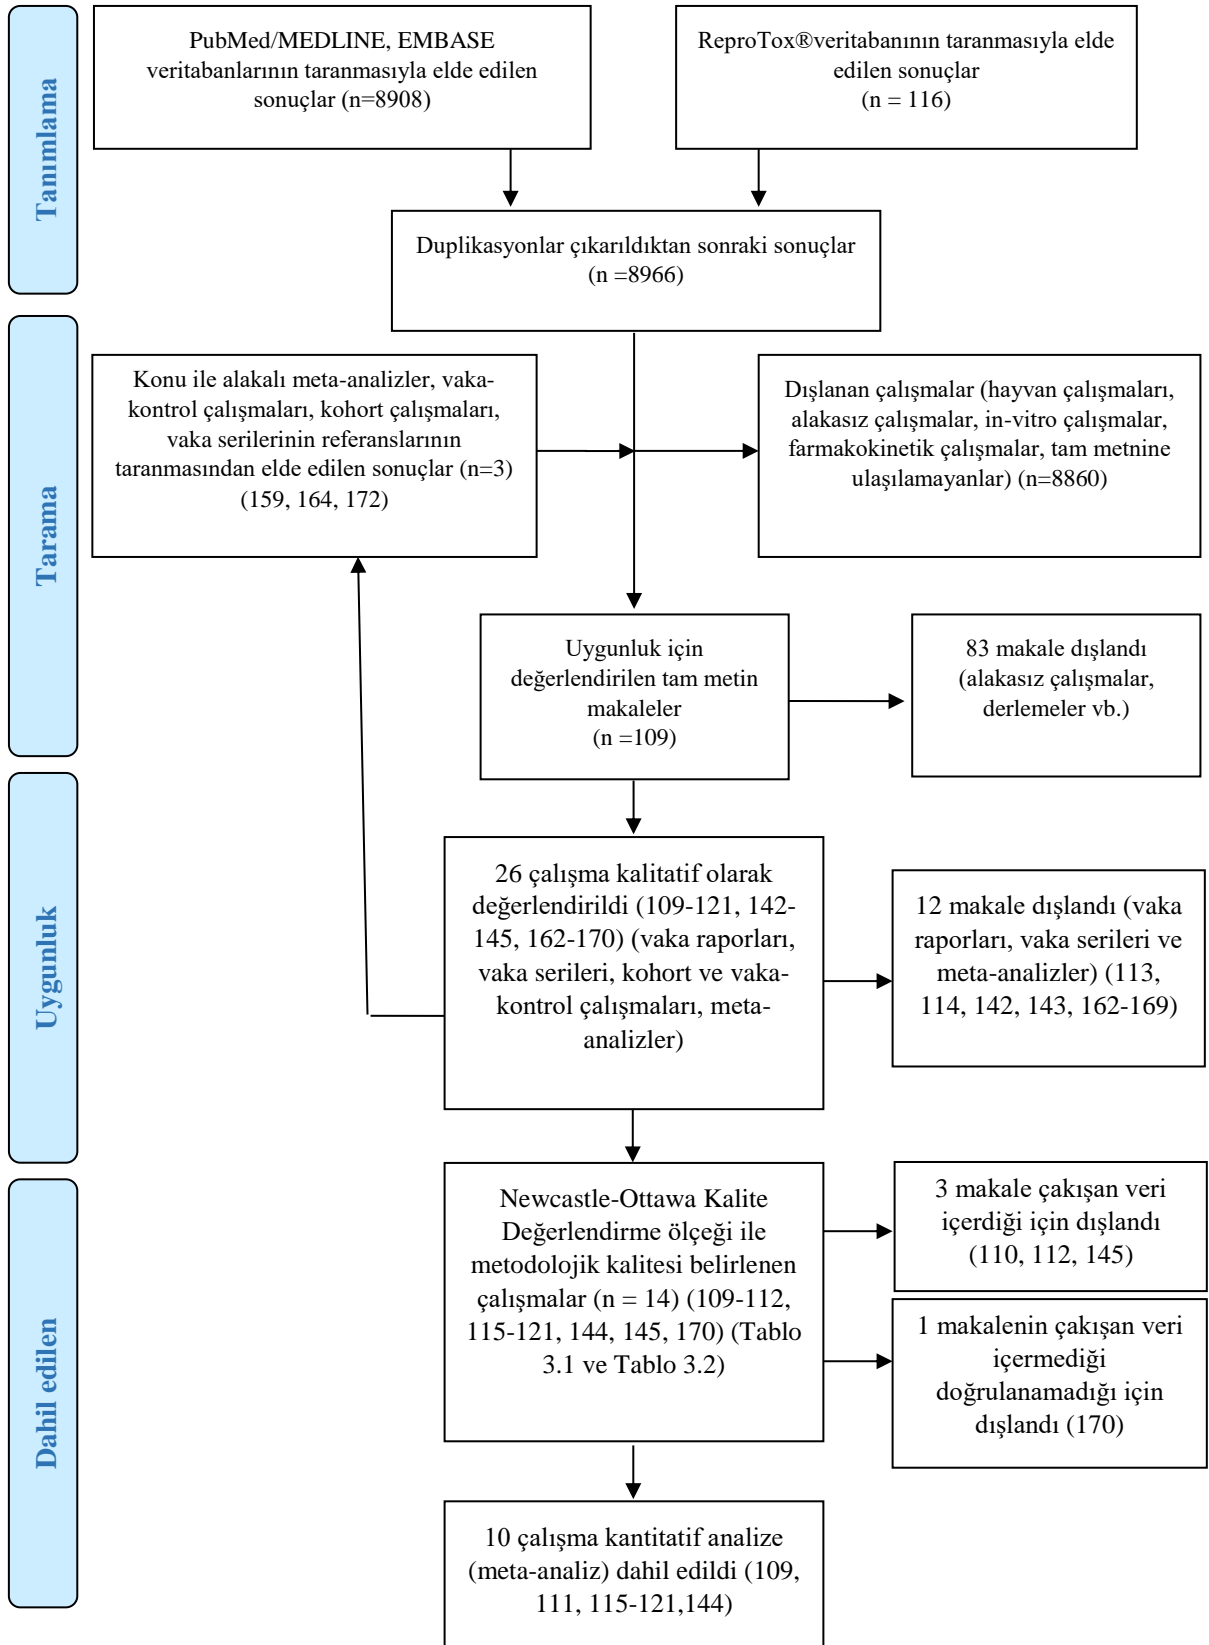 Tanımlama
PubMed/MEDLINE, EMBASE
veritabanlarının taranmasıyla elde edilen
sonuçlar (n=8908)
ReproTox®veritabanının taranmasıyla elde
edilen sonuçlar
(n = 116)
Duplikasyonlar çıkarıldıktan sonraki sonuçlar
(n =8966)
Tarama
Konu ile alakalı meta-analizler, vaka-
kontrol çalışmaları, kohort çalışmaları,
vaka serilerinin referanslarının
taranmasından elde edilen sonuçlar (n=3)
(159, 164, 172)
Dışlanan çalışmalar (hayvan çalışmaları,
alakasız çalışmalar, in-vitro çalışmalar,
farmakokinetik çalışmalar, tam metnine
ulaşılamayanlar) (n=8860)
Uygunluk için
değerlendirilen tam metin
makaleler
(n =109)
83 makale dışlandı
(alakasız çalışmalar,
derlemeler vb.)
Uygunluk
26 çalışma kalitatif olarak
değerlendirildi (109-121, 142-
145, 162-170) (vaka raporları,
vaka serileri, kohort ve vaka-
kontrol çalışmaları, meta-
analizler)
12 makale dışlandı (vaka
raporları, vaka serileri ve
meta-analizler) (113,
114, 142, 143, 162-169)
Dahil edilen
Newcastle-Ottawa Kalite
Değerlendirme ölçeği ile
metodolojik kalitesi belirlenen
çalışmalar (n = 14) (109-112,
115-121, 144, 145, 170) (Tablo
3.1 ve Tablo 3.2)
3 makale çakışan veri
içerdiği için dışlandı
(110, 112, 145)
1 makalenin çakışan veri
içermediği
doğrulanamadığı için
dışlandı (170)
10 çalışma kantitatif analize
(meta-analiz) dahil edildi (109,
111, 115-121,144)